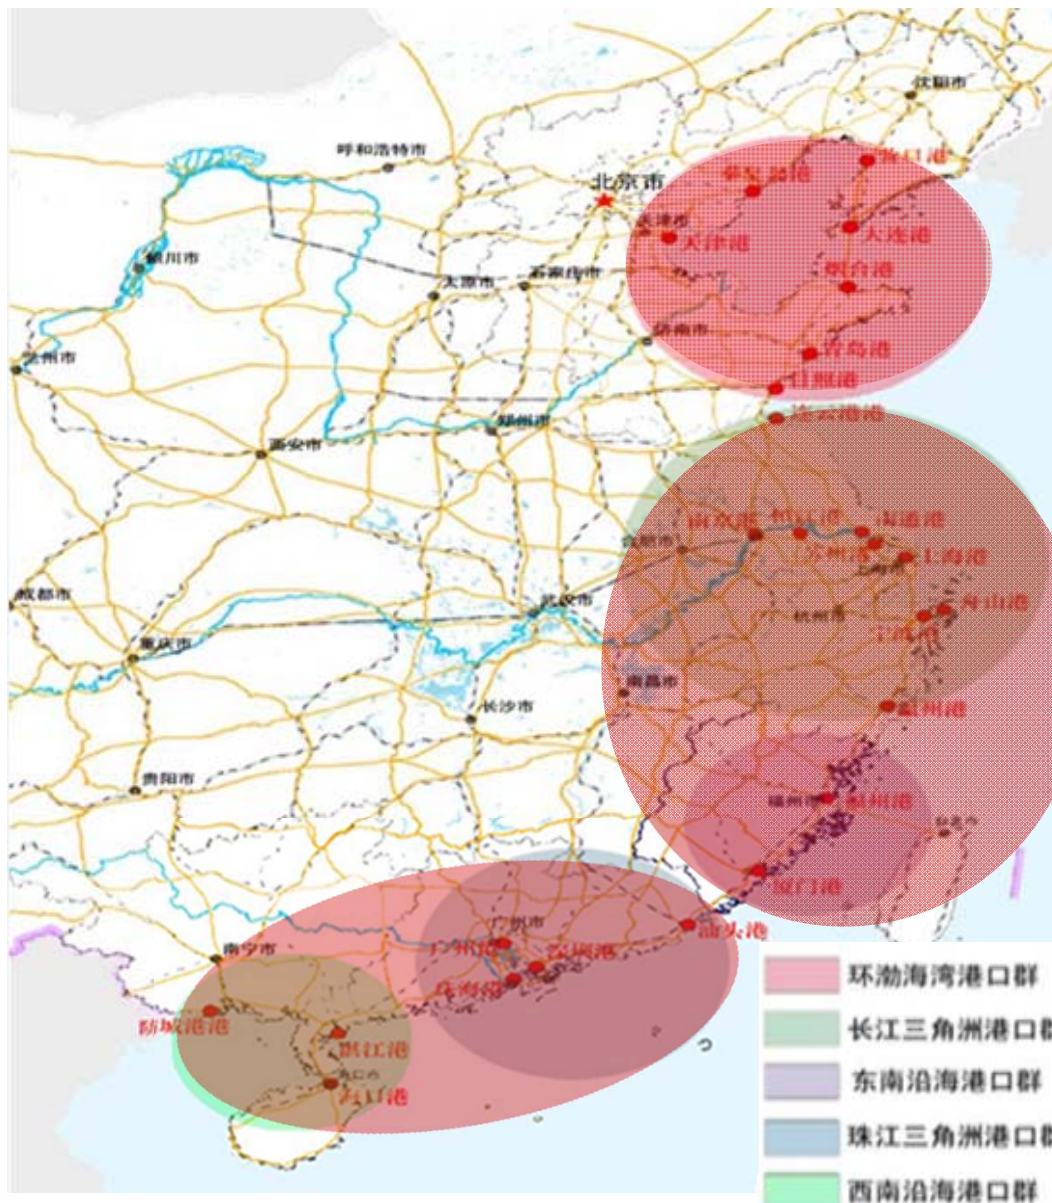 沈阳市
呼和浩特市
营口港
秦皇岛港
北京市
天津市
天津港
大连港
银川市
烟台港
石家庄市
太原市
济南市
青岛港
兰州市
日照港
连云港港
郑州市
西安市
南京港
镇江港
南通港
合肥市
苏州港
上海港
成都市
武汉市
杭州市
舟山港
宁波港
重庆市
南昌市
温州港
长沙市
贵阳市
福州市
福州港
台北市
厦门港
广州市
汕头港
广州港
深圳港
南宁市
珠海港
防城港港
湛江港
海口市
海口港
环渤海湾港口群
长江三角洲港口群
东南沿海港口群
珠江三角洲港口群
西南沿海港口群